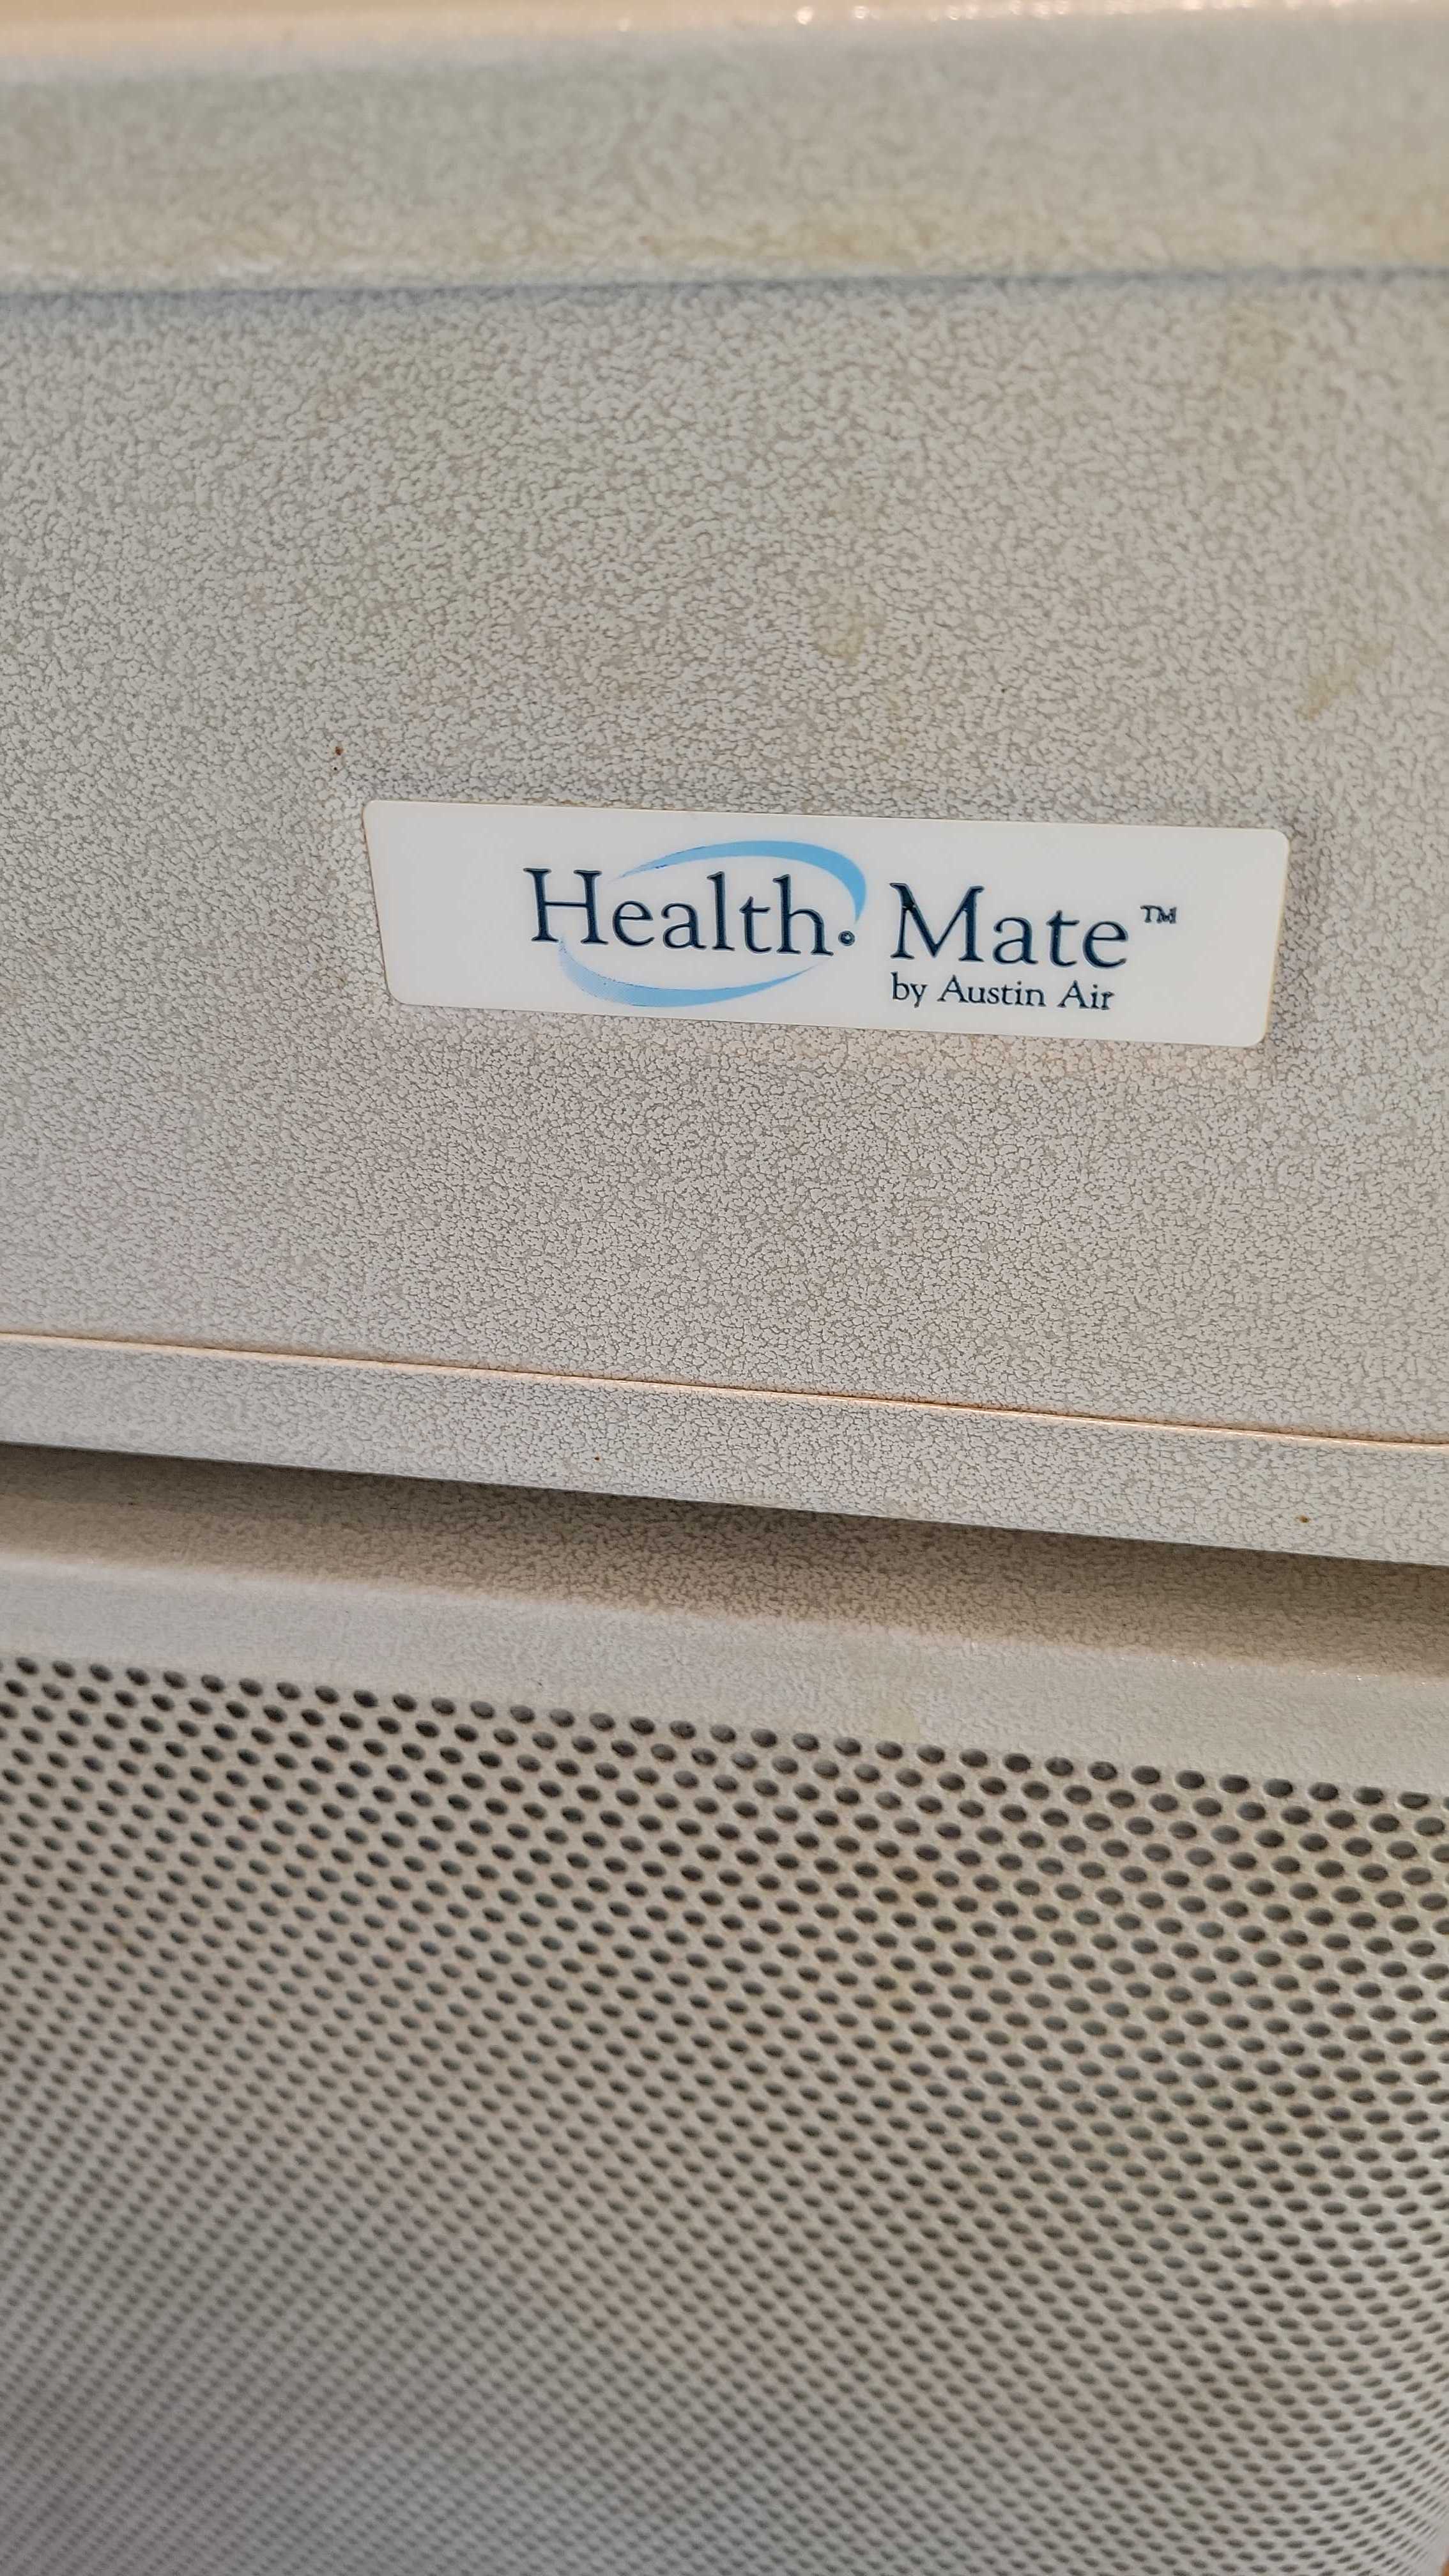 Health. Mate™
by Austin Air